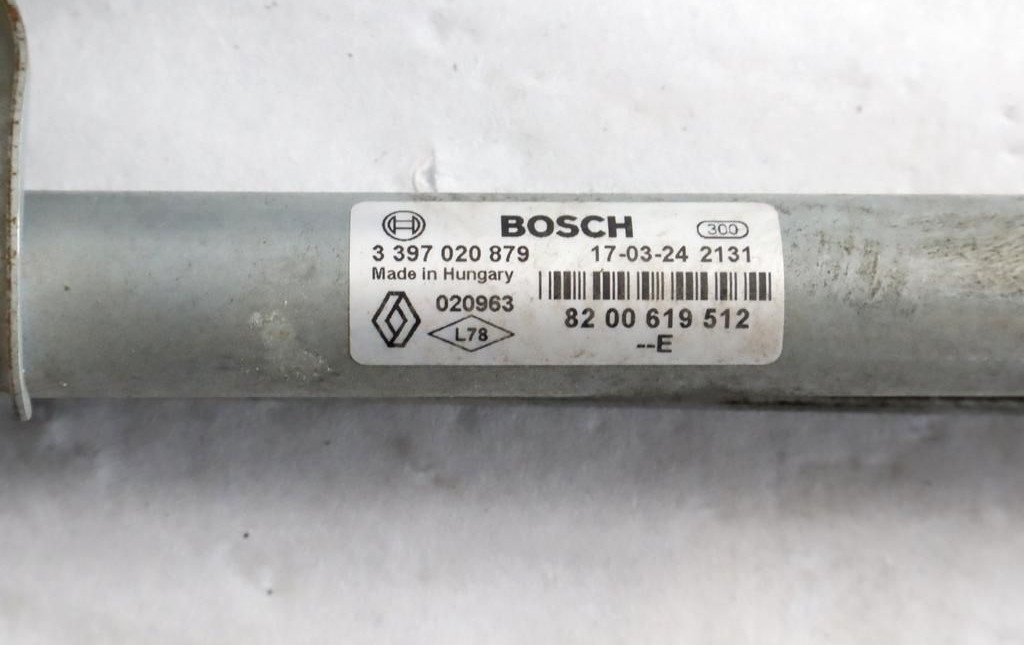 BOSCH 300
3 397 020 879 17-03-24 2131
Made in Hungary
020963
L78
82 00 619 512
--E